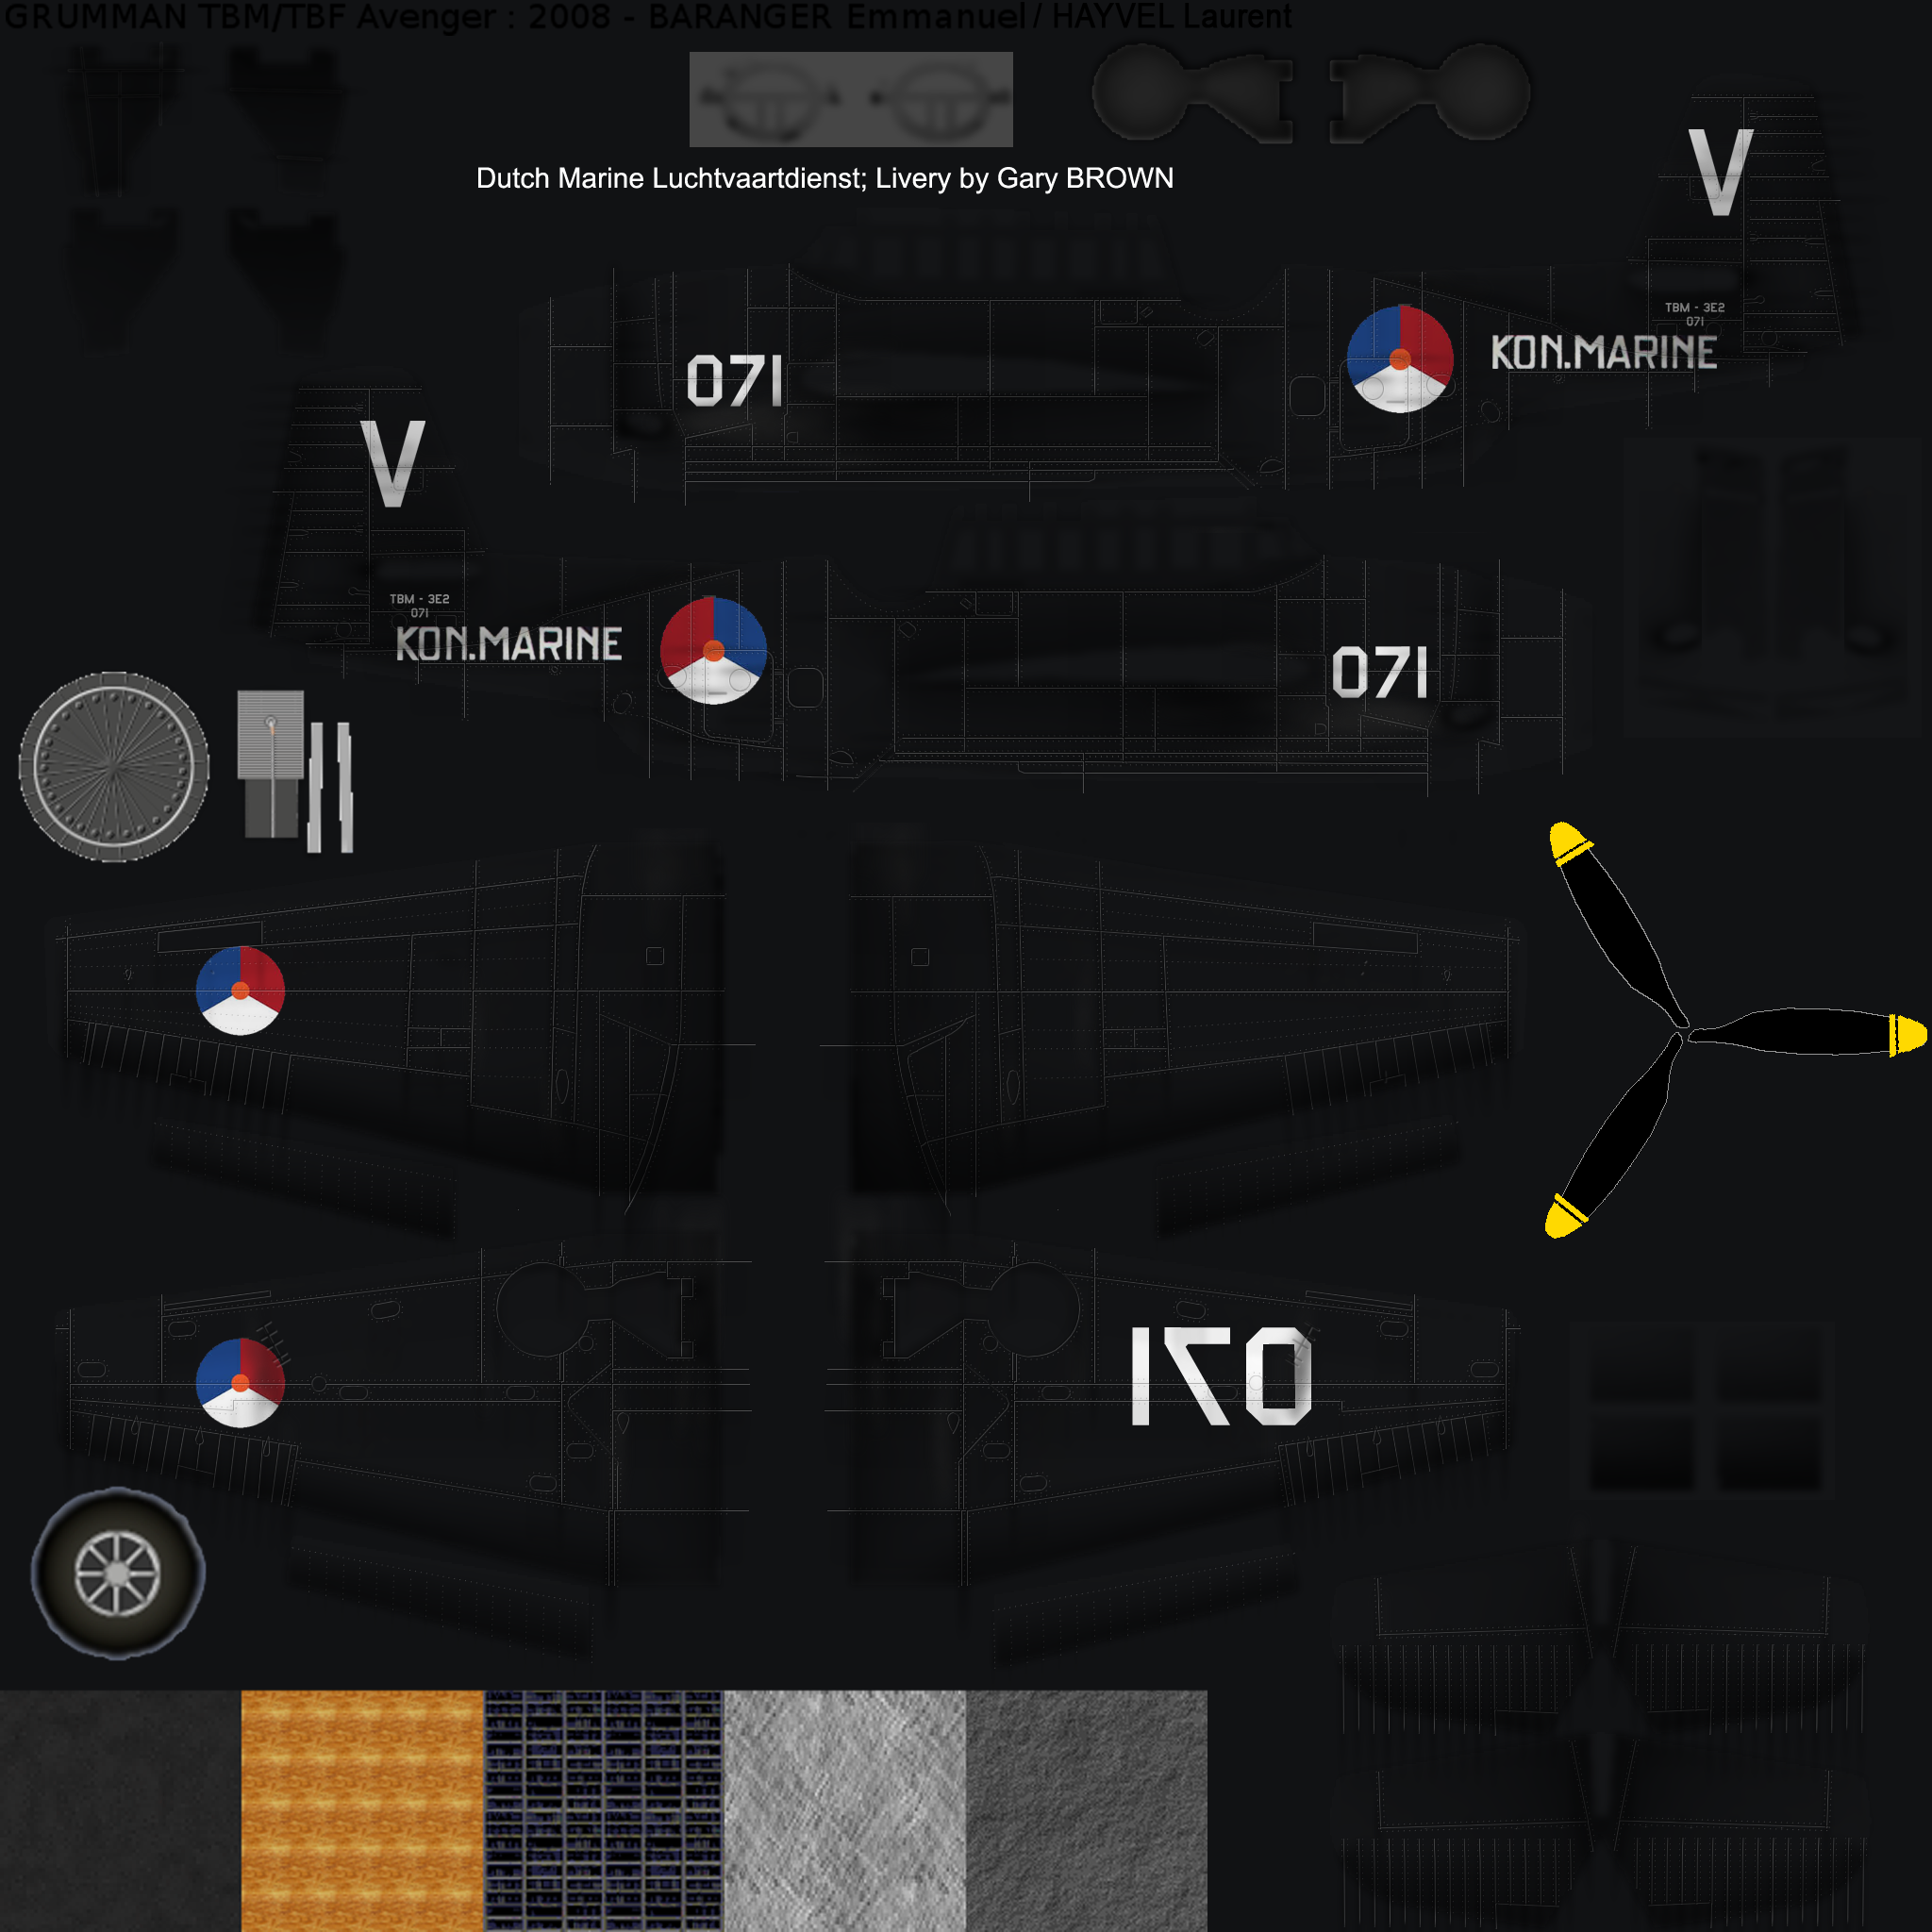 GRUMMAN TBM/TBF Avenger : 2008 - BARANGER Emmanuel / HAYVEL Laurent
Dutch Marine Luchtvaartdienst; Livery by Gary BROWN
V
TBM - 3E2
071
KON.MARINE
071
V
TBM - 3E2
071
KON.MARINE
071
071